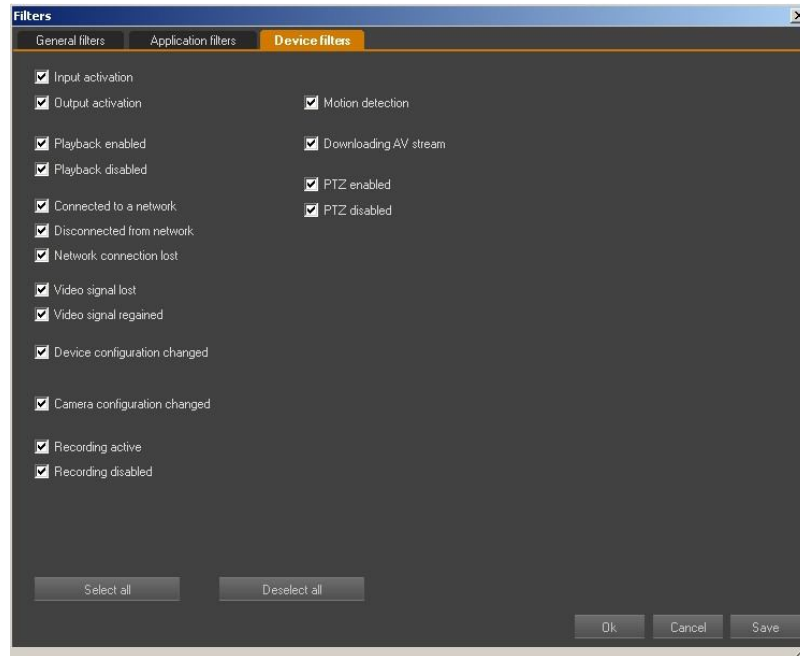 Filters
General filters Application filters Device filters
Input activation
Output activation
Playback enabled
Playback disabled
Connected to a network
Disconnected from network
Network connection lost
Video signal lost
Video signal regained
Device configuration changed
Camera configuration changed
Recording active
Recording disabled
Motion detection
Downloading AV stream
PTZ enabled
PTZ disabled
Select all Deselect all
Ok Cancel Save